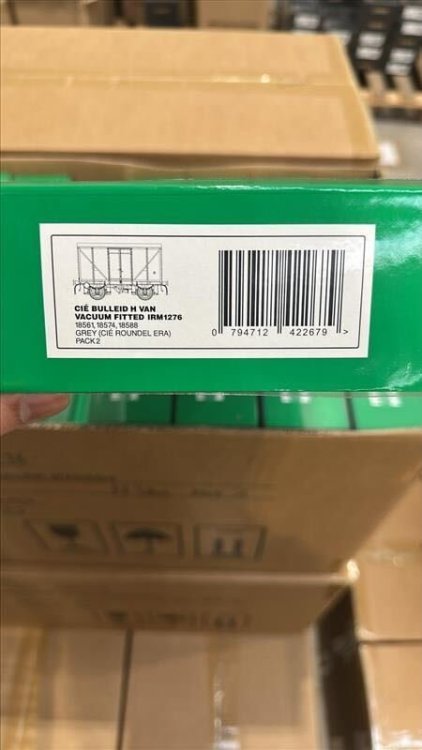 CIÉ BULLEID H VAN
VACUUM FITTED IRM1276
18561, 18574, 18588
GREY (CIÉ ROUNDEL ERA)
PACK 2
0 794712 422679 >